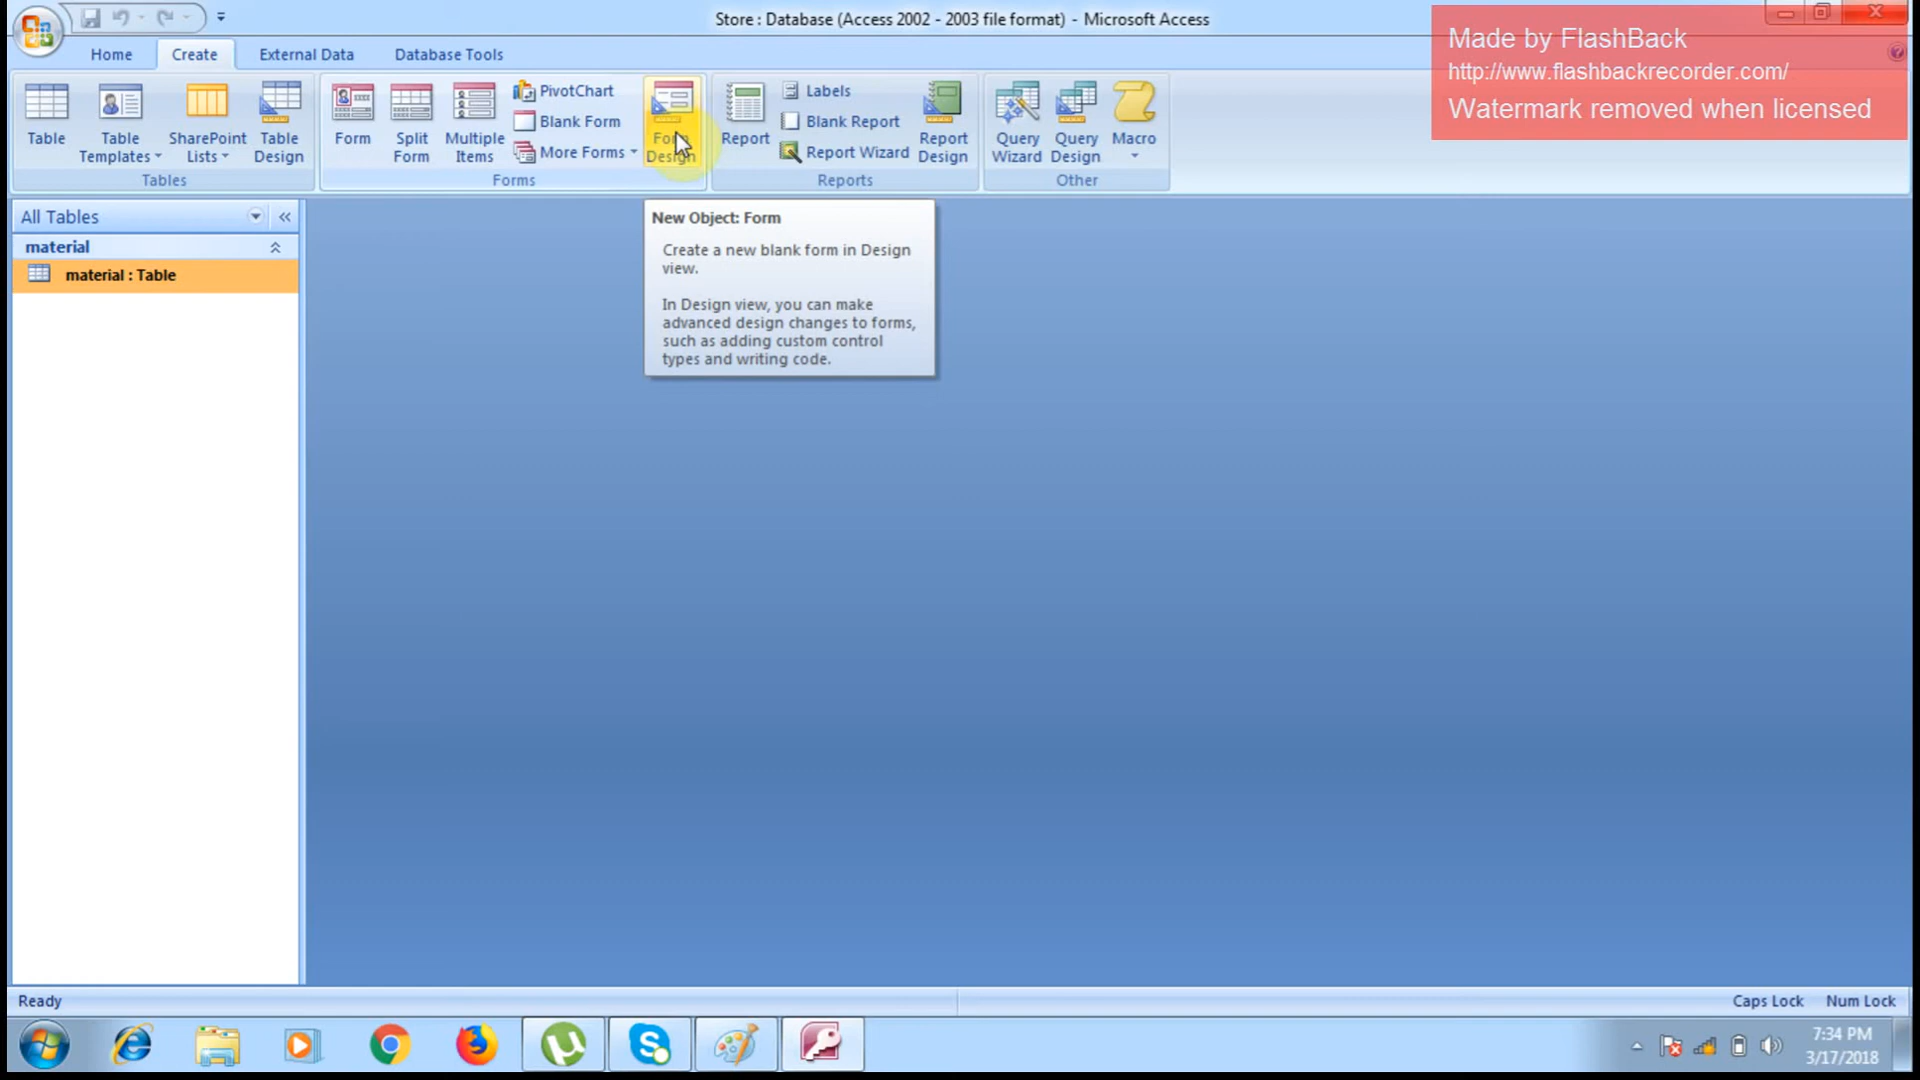 Store : Database (Access 2002 - 2003 file format) - Microsoft Access
Made by FlashBack
http://www.flashbackrecorder.com/
Watermark removed when licensed
Home
Create
External Data
Database Tools
Table
Table Templates
SharePoint Lists
Table Design
Tables
Form
Split Form
Multiple Items
PivotChart
Blank Form
More Forms
Form Design
Forms
Report
Labels
Blank Report
Report Wizard
Report Design
Reports
Query Wizard
Query Design
Macro
Other
All Tables
material
material : Table
New Object: Form
Create a new blank form in Design
view.
In Design view, you can make
advanced design changes to forms,
such as adding custom control
types and writing code.
Ready
Caps Lock
Num Lock
7:34 PM
3/17/2018